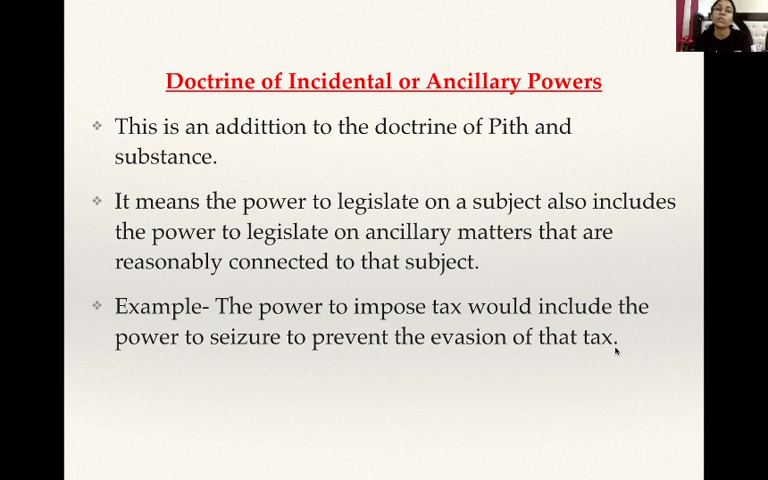 Doctrine of Incidental or Ancillary Powers
This is an addittion to the doctrine of Pith and
substance.
It means the power to legislate on a subject also includes
the power to legislate on ancillary matters that are
reasonably connected to that subject.
Example- The power to impose tax would include the
power to seizure to prevent the evasion of that tax.